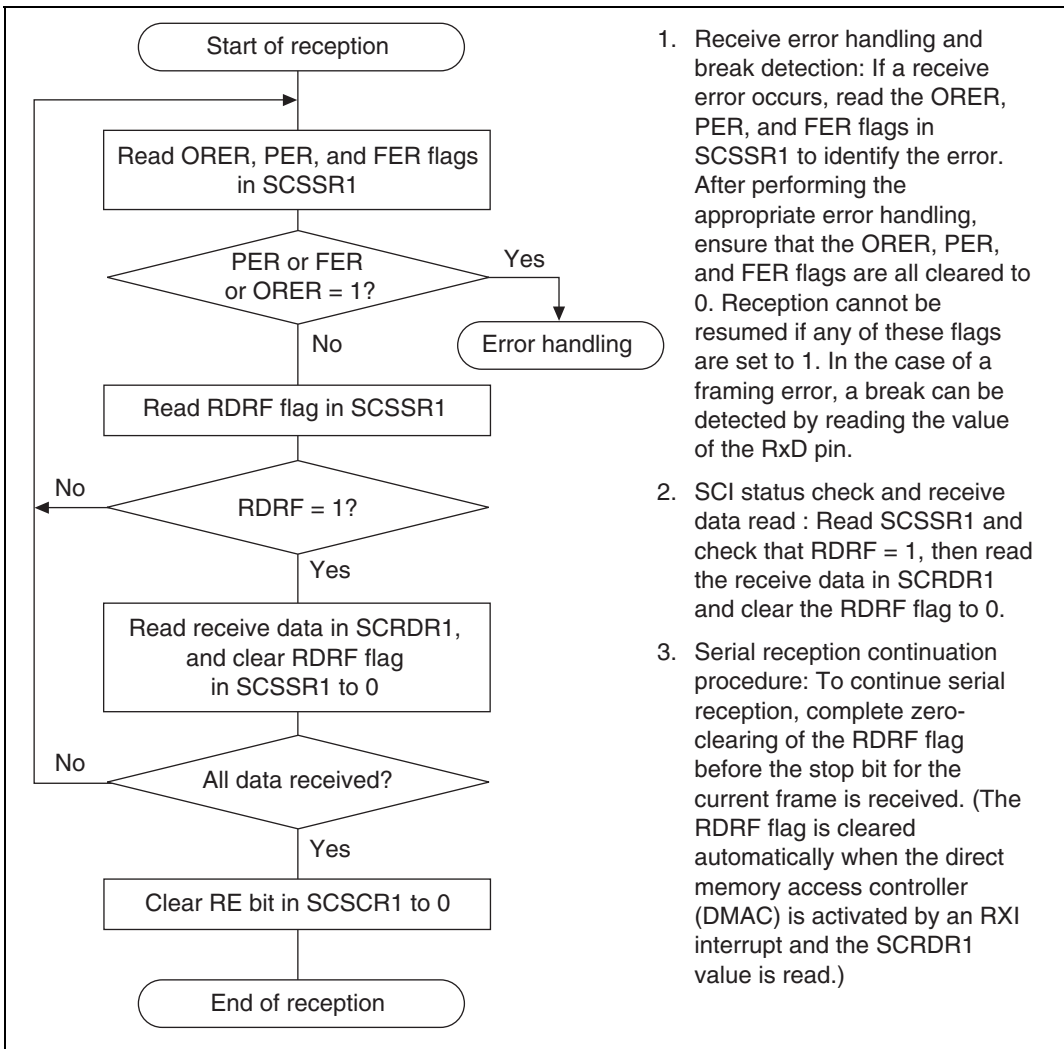 Start of reception
Read ORER, PER, and FER flags
in SCSSR1
PER or FER
or ORER = 1?
Yes
No
Error handling
Read RDRF flag in SCSSR1
No
RDRF = 1?
Yes
Read receive data in SCRDR1,
and clear RDRF flag
in SCSSR1 to 0
No
All data received?
Yes
Clear RE bit in SCSCR1 to 0
End of reception
1. Receive error handling and
break detection: If a receive
error occurs, read the ORER,
PER, and FER flags in
SCSSR1 to identify the error.
After performing the
appropriate error handling,
ensure that the ORER, PER,
and FER flags are all cleared to
0. Reception cannot be
resumed if any of these flags
are set to 1. In the case of a
framing error, a break can be
detected by reading the value
of the RxD pin.
2. SCI status check and receive
data read : Read SCSSR1 and
check that RDRF = 1, then read
the receive data in SCRDR1
and clear the RDRF flag to 0.
3. Serial reception continuation
procedure: To continue serial
reception, complete zero-
clearing of the RDRF flag
before the stop bit for the
current frame is received. (The
RDRF flag is cleared
automatically when the direct
memory access controller
(DMAC) is activated by an RXI
interrupt and the SCRDR1
value is read.)